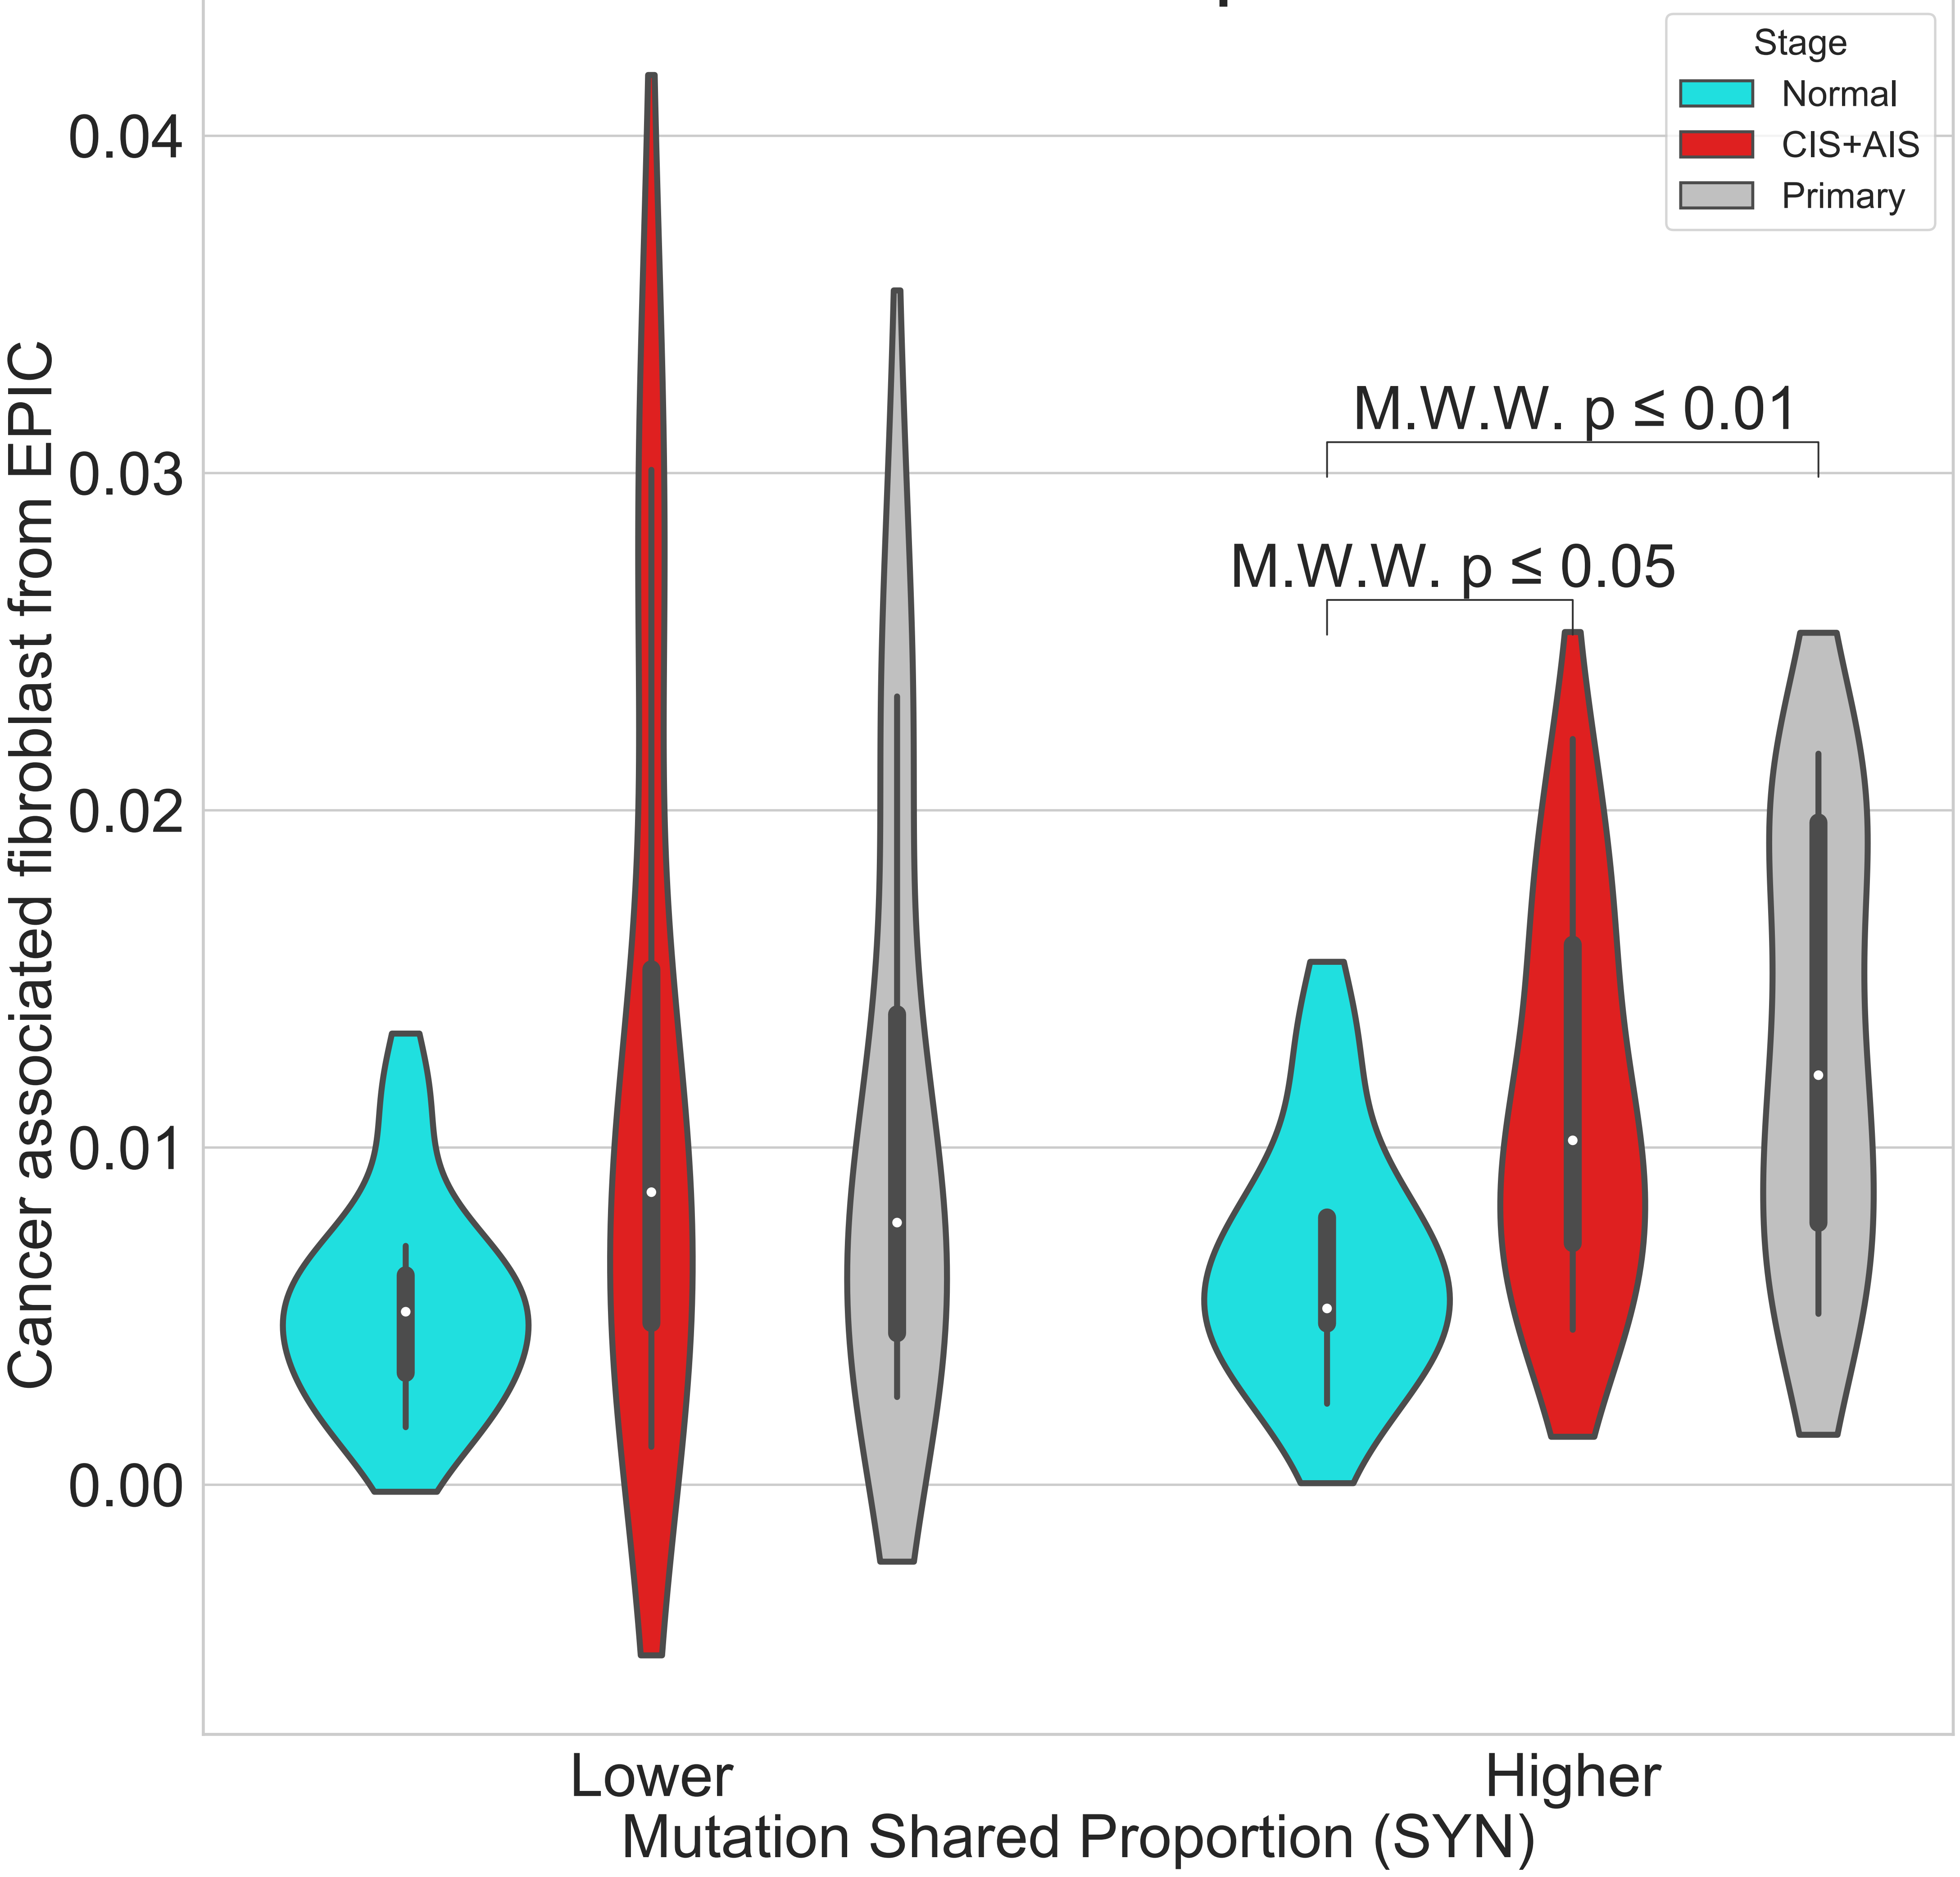 Stage
Normal
CIS+AIS
Primary
0.04
0.03
0.02
0.01
0.00
Cancer associated fibroblast from EPIC
M.W.W. p ≤ 0.01
M.W.W. p ≤ 0.05
Lower
Higher
Mutation Shared Proportion (SYN)